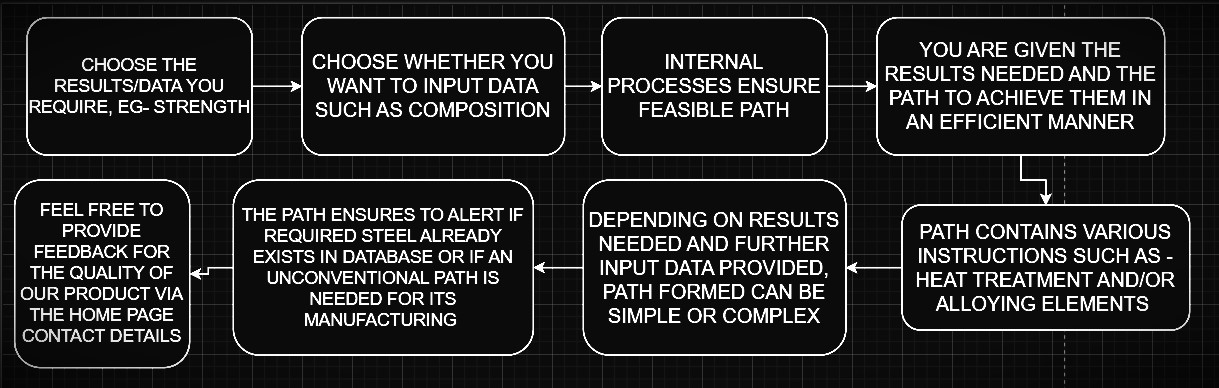 CHOOSE THE
RESULTS/DATA YOU
REQUIRE, EG- STRENGTH
CHOOSE WHETHER YOU
WANT TO INPUT DATA
SUCH AS COMPOSITION
INTERNAL
PROCESSES ENSURE
FEASIBLE PATH
YOU ARE GIVEN THE
RESULTS NEEDED AND THE
PATH TO ACHIEVE THEM IN
AN EFFICIENT MANNER
PATH CONTAINS VARIOUS
INSTRUCTIONS SUCH AS -
HEAT TREATMENT AND/OR
ALLOYING ELEMENTS
DEPENDING ON RESULTS
NEEDED AND FURTHER
INPUT DATA PROVIDED,
PATH FORMED CAN BE
SIMPLE OR COMPLEX
THE PATH ENSURES TO ALERT IF
REQUIRED STEEL ALREADY
EXISTS IN DATABASE OR IF AN
UNCONVENTIONAL PATH IS
NEEDED FOR ITS
MANUFACTURING
FEEL FREE TO
PROVIDE
FEEDBACK FOR
THE QUALITY OF
OUR PRODUCT VIA
THE HOME PAGE
CONTACT DETAILS